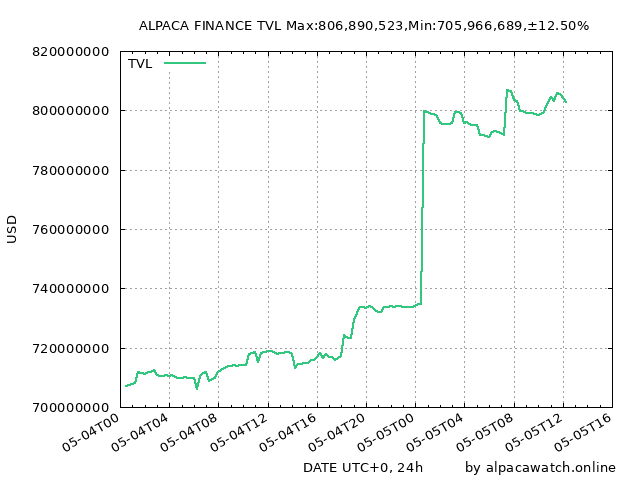 ALPACA FINANCE TVL Max:806,890,523,Min:705,966,689,±12.50%
820000000
TVL
800000000
780000000
760000000
USD
740000000
720000000
700000000
05-04T00
05-04T04
05-04T08
05-04T12
05-04T16
05-04T20
05-05T00
05-05T04
05-05T08
05-05T12
05-05T16
DATE UTC+0, 24h
by alpacawatch.online